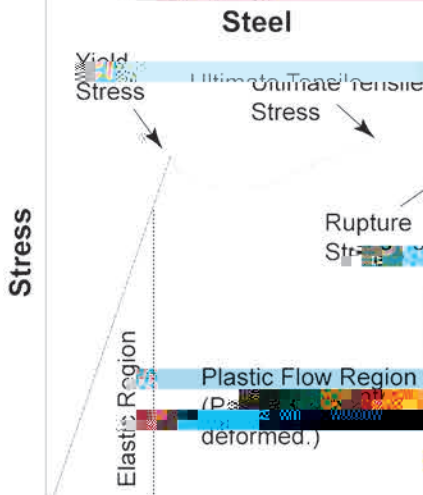 Steel
Yield
Stress
Ultimate Tensile
Stress
Rupture
Stress
Plastic Flow Region
deformed.)
Elastic Region